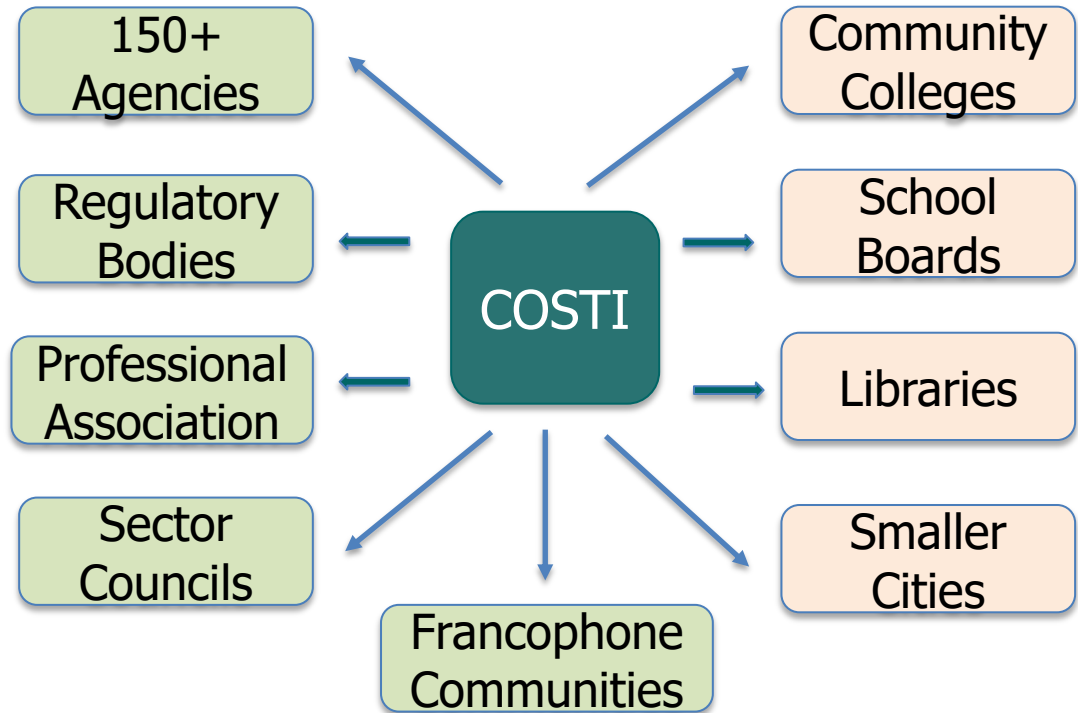 150+
Agencies
Community
Colleges
Regulatory
Bodies
School
Boards
COSTI
Professional
Association
Libraries
Sector
Councils
Smaller
Cities
Francophone
Communities